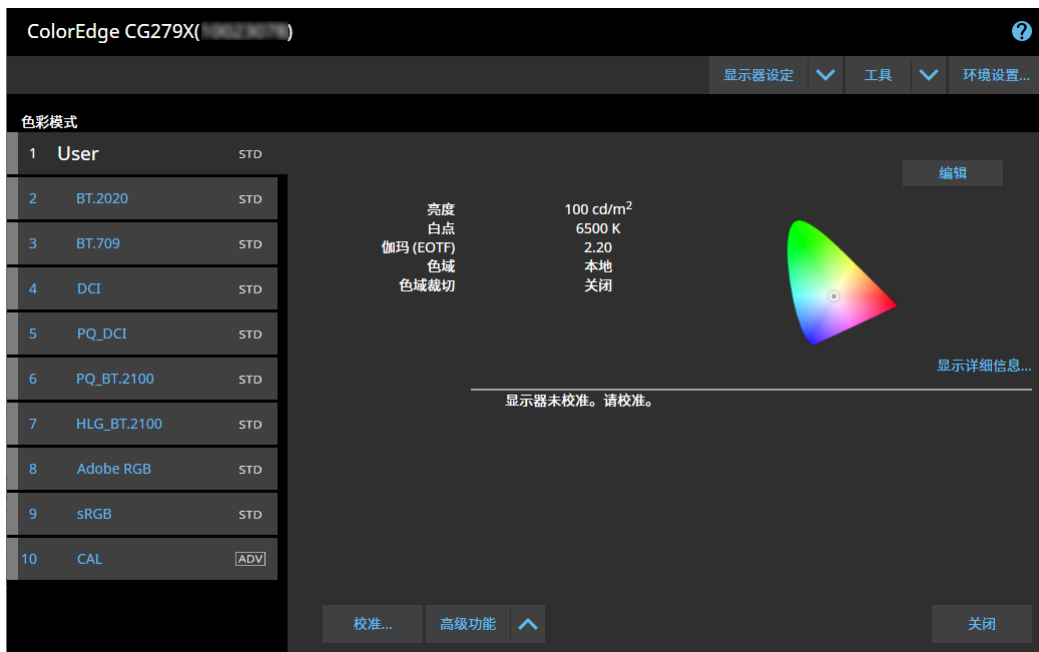 ColorEdge CG279X( )
显示器设定 工具 环境设置...
色彩模式
1 User STD
2 BT.2020 STD
3 BT.709 STD
4 DCI STD
5 PQ_DCI STD
6 PQ_BT.2100 STD
7 HLG_BT.2100 STD
8 Adobe RGB STD
9 sRGB STD
10 CAL ADV
编辑
亮度 100 cd/m²
白点 6500 K
伽玛 (EOTF) 2.20
色域 本地
色域裁切 关闭
显示详细信息...
显示器未校准。请校准。
校准... 高级功能 关闭